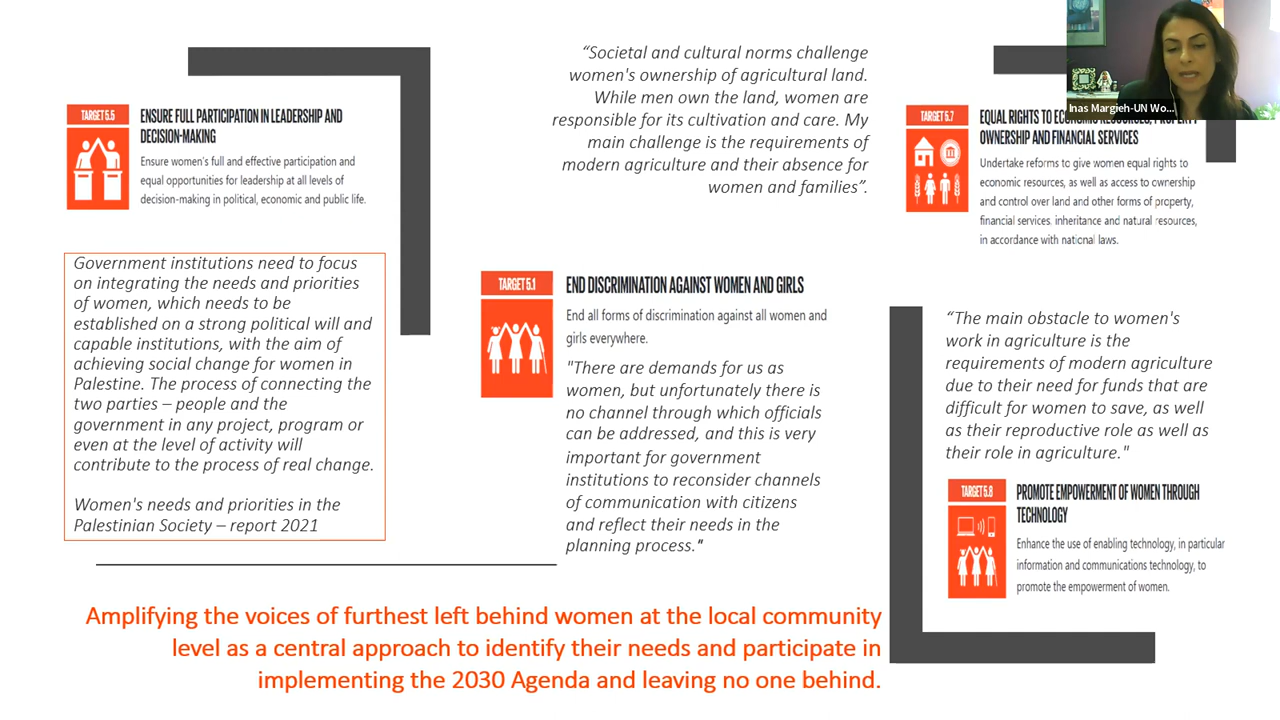 TARGET 5.5
ENSURE FULL PARTICIPATION IN LEADERSHIP AND
DECISION-MAKING
Ensure women's full and effective participation and
equal opportunities for leadership at all levels of
decision-making in political, economic and public life.
Government institutions need to focus
on integrating the needs and priorities
of women, which needs to be
established on a strong political will and
capable institutions, with the aim of
achieving social change for women in
Palestine. The process of connecting the
two parties – people and the
government in any project, program or
even at the level of activity will
contribute to the process of real change.
Women's needs and priorities in the
Palestinian Society – report 2021
“Societal and cultural norms challenge
women's ownership of agricultural land.
While men own the land, women are
responsible for its cultivation and care. My
main challenge is the requirements of
modern agriculture and their absence for
women and families”.
TARGET 5.1
END DISCRIMINATION AGAINST WOMEN AND GIRLS
End all forms of discrimination against all women and
girls everywhere.
"There are demands for us as
women, but unfortunately there is
no channel through which officials
can be addressed, and this is very
important for government
institutions to reconsider channels
of communication with citizens
and reflect their needs in the
planning process."
Inas Margieh-UN Wo...
TARGET 5.7
EQUAL RIGHTS TO ECONOMIC RESOURCES, PROPERTY
OWNERSHIP AND FINANCIAL SERVICES
Undertake reforms to give women equal rights to
economic resources, as well as access to ownership
and control over land and other forms of property,
financial services, inheritance and natural resources,
in accordance with national laws.
“The main obstacle to women's
work in agriculture is the
requirements of modern agriculture
due to their need for funds that are
difficult for women to save, as well
as their reproductive role as well as
their role in agriculture."
TARGET 5.8
PROMOTE EMPOWERMENT OF WOMEN THROUGH
TECHNOLOGY
Enhance the use of enabling technology, in particular
information and communications technology, to
promote the empowerment of women.
Amplifying the voices of furthest left behind women at the local community
level as a central approach to identify their needs and participate in
implementing the 2030 Agenda and leaving no one behind.